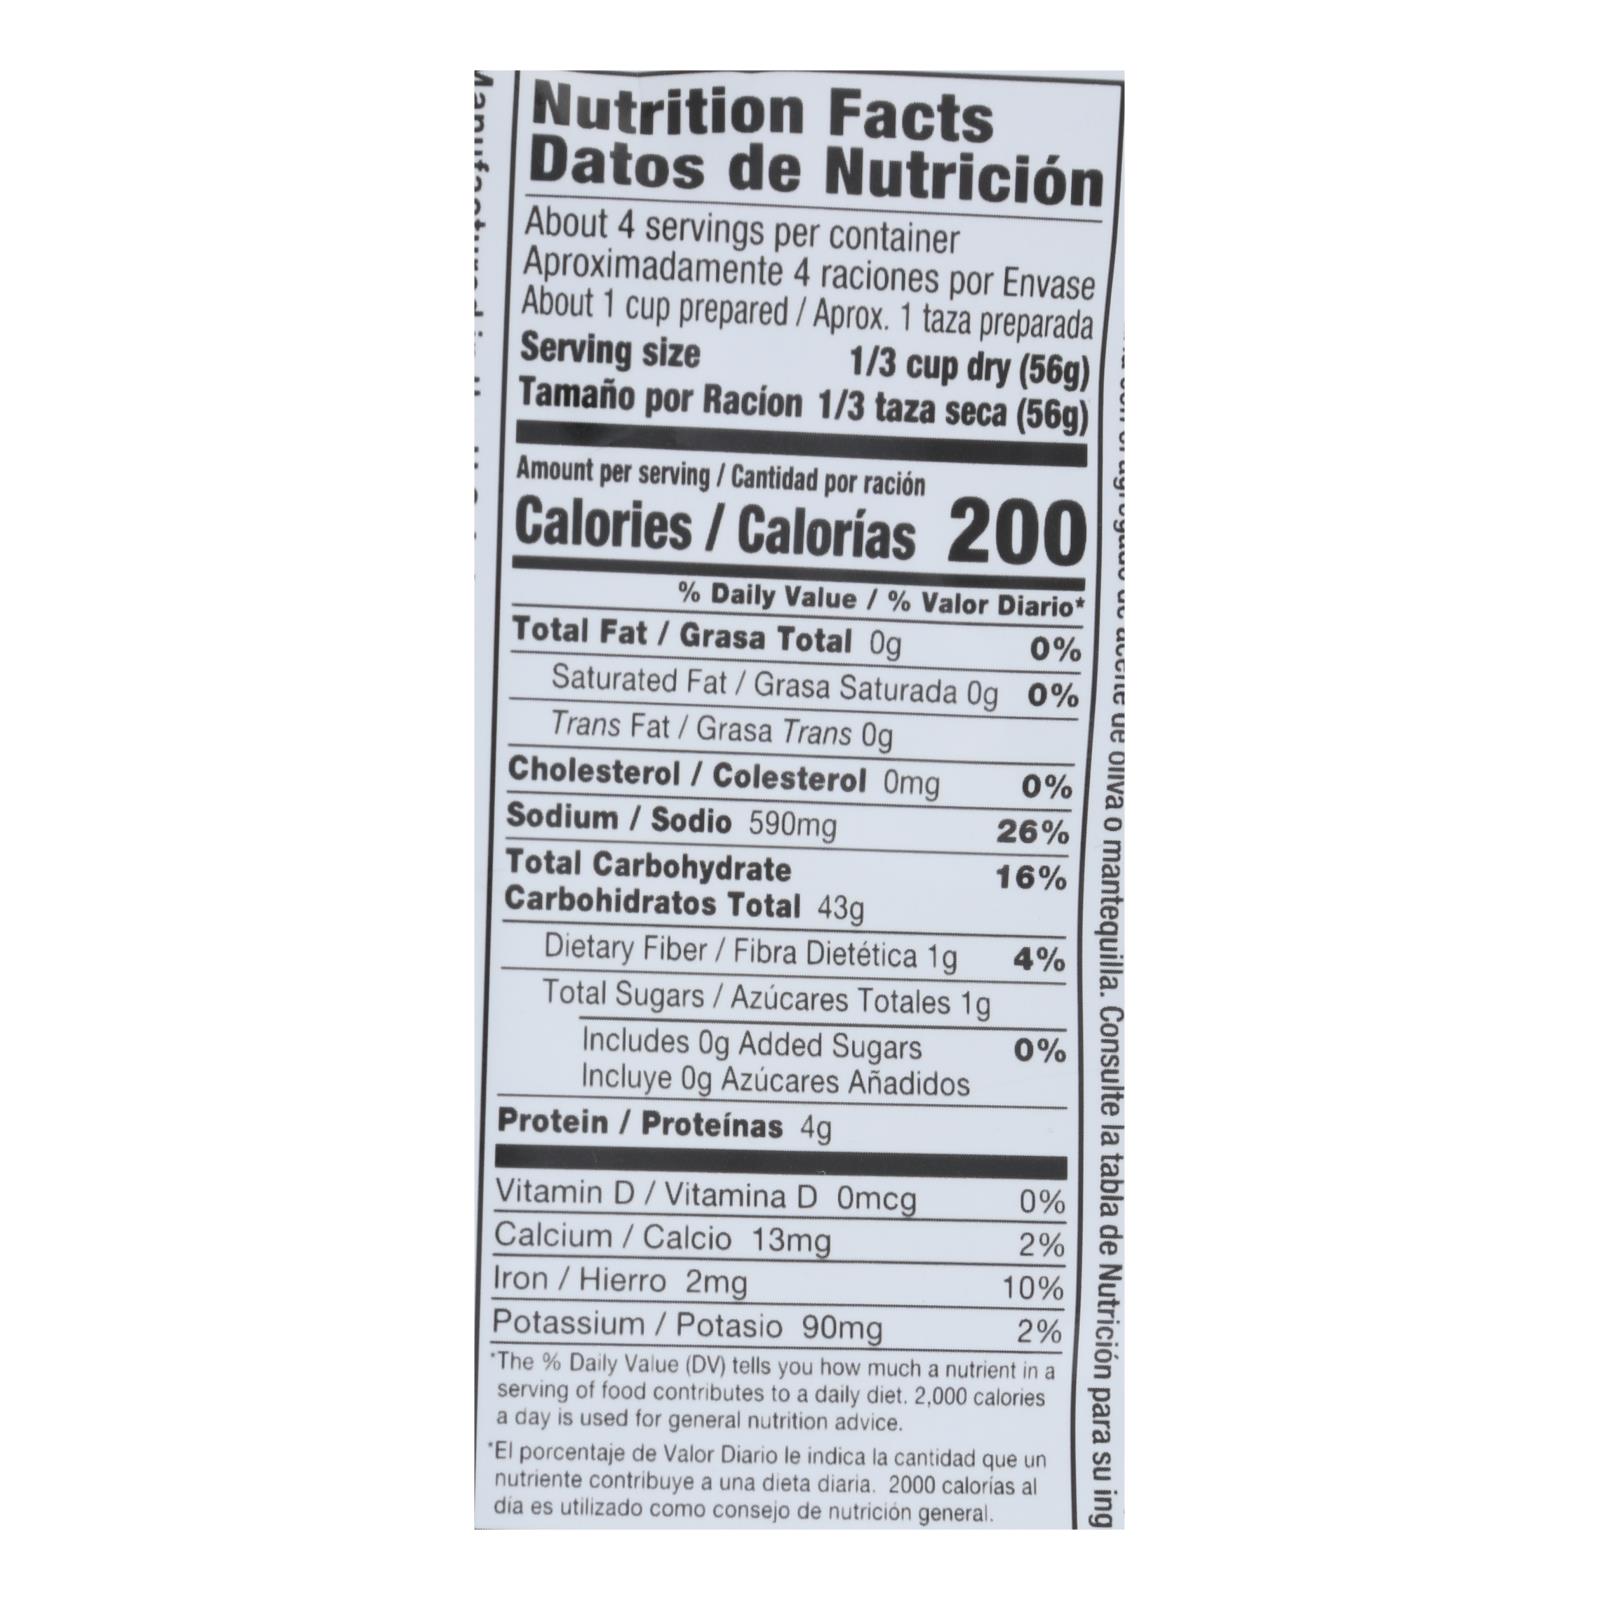 Nutrition Facts
Datos de Nutrición
About 4 servings per container
Aproximadamente 4 raciones por Envase
About 1 cup prepared / Aprox. 1 taza preparada
Serving size 1/3 cup dry (56g)
Tamaño por Racíon 1/3 taza seca (56g)
Amount per serving / Cantidad por ración
Calories / Calorías 200
% Daily Value / % Valor Diario*
Total Fat / Grasa Total 0g 0%
Saturated Fat / Grasa Saturada 0g 0%
Trans Fat / Grasa Trans 0g
Cholesterol / Colesterol 0mg 0%
Sodium / Sodio 590mg 26%
Total Carbohydrate 16%
Carbohidratos Total 43g
Dietary Fiber / Fibra Dietética 1g 4%
Total Sugars / Azúcares Totales 1g
Includes 0g Added Sugars 0%
Incluye 0g Azúcares Añadidos
Protein / Proteínas 4g
Vitamin D / Vitamina D 0mcg 0%
Calcium / Calcio 13mg 2%
Iron / Hierro 2mg 10%
Potassium / Potasio 90mg 2%
*The % Daily Value (DV) tells you how much a nutrient in a
serving of food contributes to a daily diet. 2,000 calories
a day is used for general nutrition advice.
*El porcentaje de Valor Diario le indica la cantidad que un
nutriente contribuye a una dieta diaria. 2000 calorías al
día es utilizado como consejo de nutrición general.
de oliva o mantequilla. Consulte la tabla de Nutrición para su ing